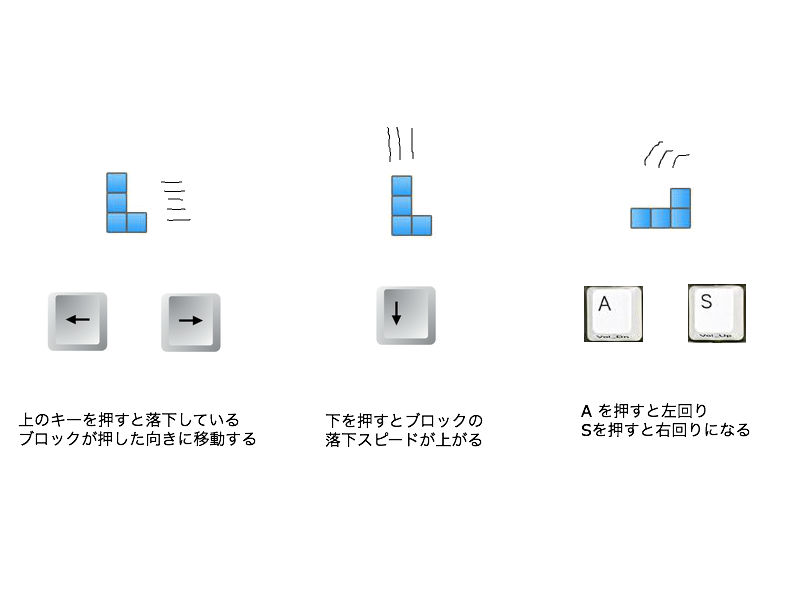 A
Vol_Dn
S
Vol_Up
上のキーを押すと落下している
ブロックが押した向きに移動する
下を押すとブロックの
落下スピードが上がる
A を押すと左回り
Sを押すと右回りになる